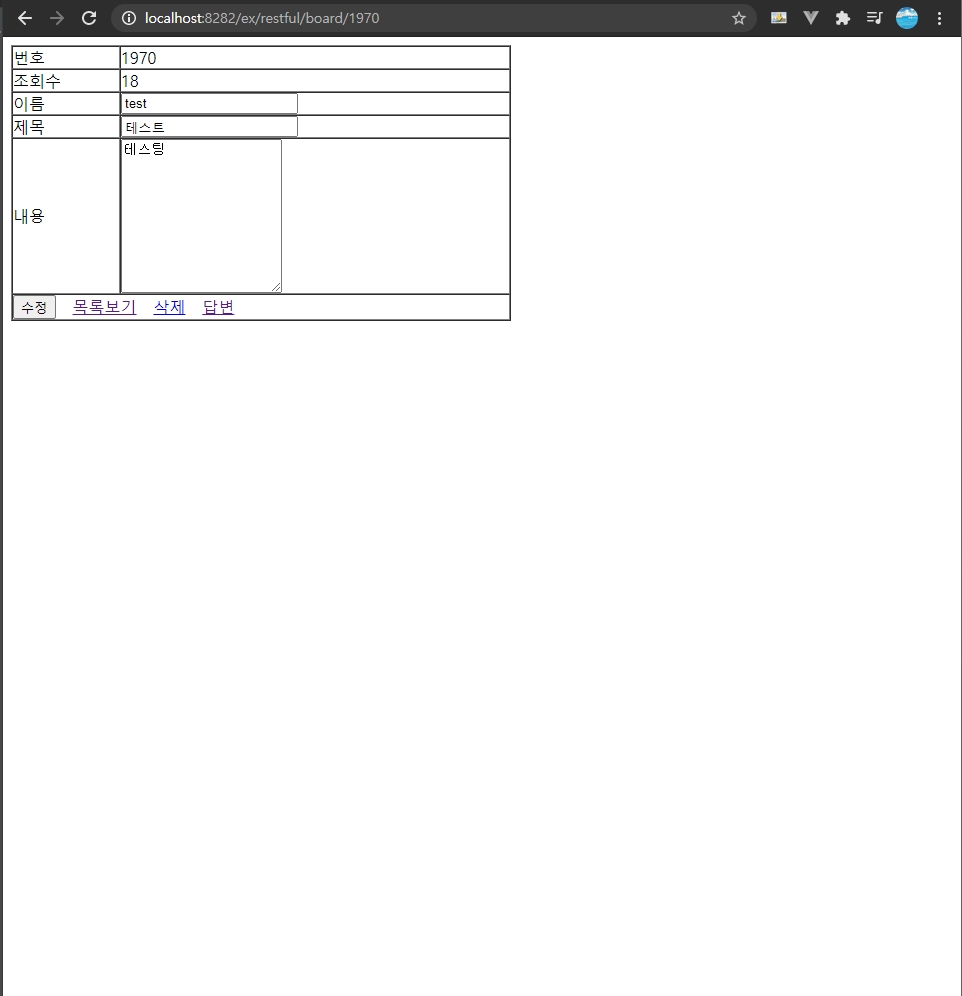 localhost:8282/ex/restful/board/1970
번호 1970
조회수 18
이름 test
제목 테스트
내용 테스팅
수정 목록보기 삭제 답변